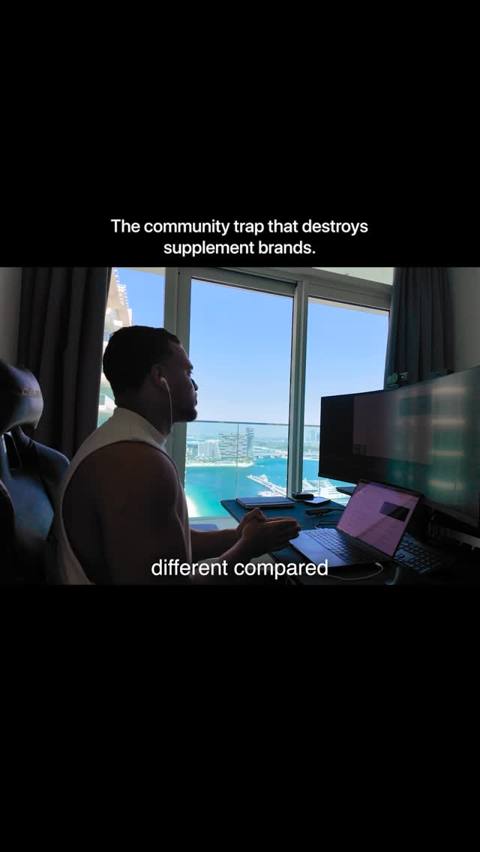 The community trap that destroys
supplement brands.
different compared